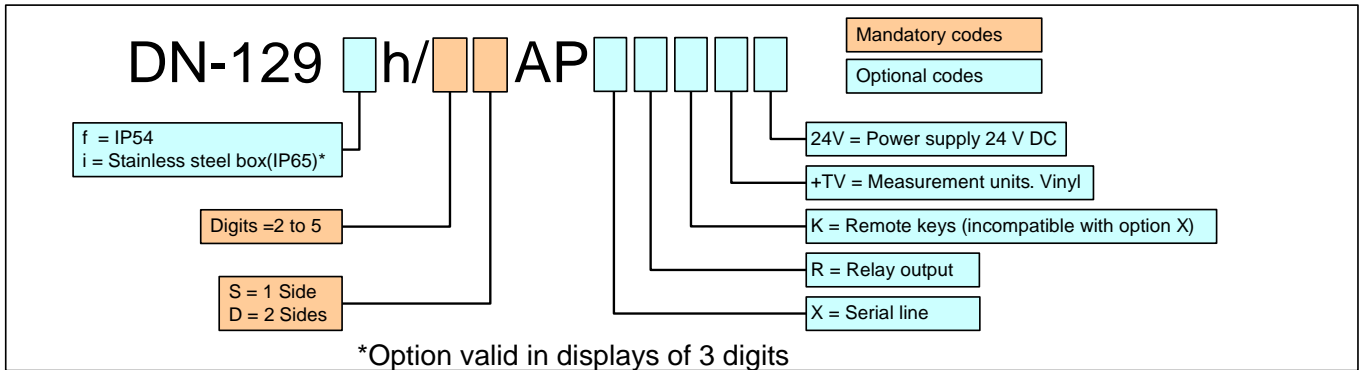 DN-129 h/ AP
Mandatory codes
Optional codes
f = IP54
i = Stainless steel box(IP65)*
Digits =2 to 5
S = 1 Side
D = 2 Sides
24V = Power supply 24 V DC
+TV = Measurement units. Vinyl
K = Remote keys (incompatible with option X)
R = Relay output
X = Serial line
*Option valid in displays of 3 digits